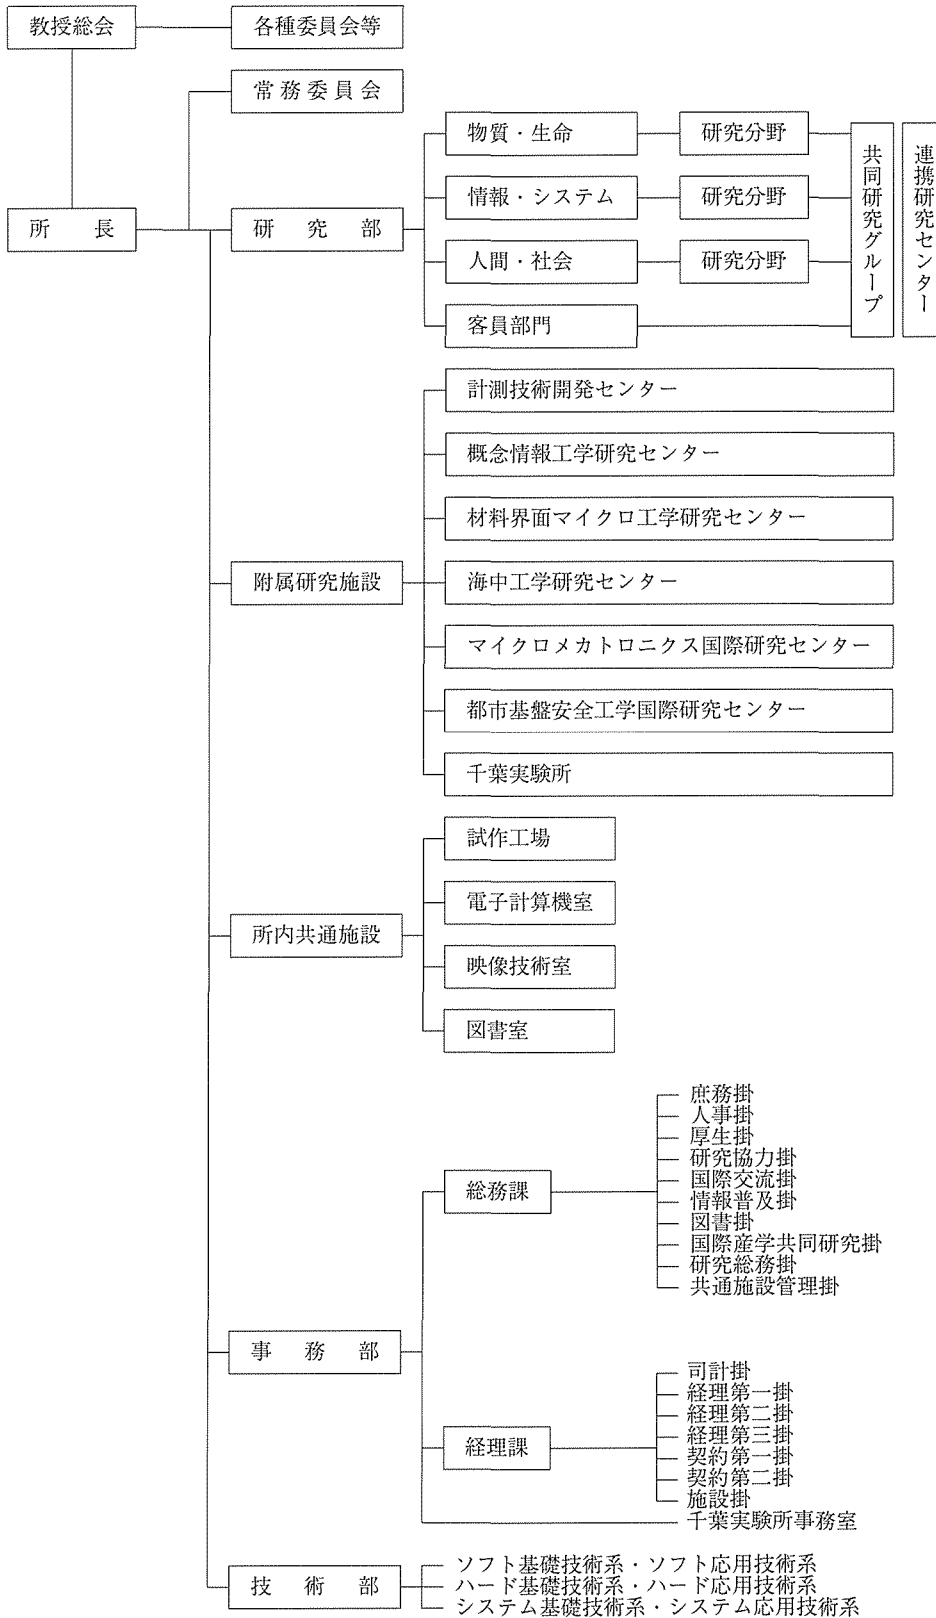 教授総会
各種委員会等
常務委員会
所長
研究部
物質・生命
研究分野
情報・システム
研究分野
人間・社会
研究分野
客員部門
共同研究グループ
連携研究センター
附属研究施設
計測技術開発センター
概念情報工学研究センター
材料界面マイクロ工学研究センター
海中工学研究センター
マイクロメカトロニクス国際研究センター
都市基盤安全工学国際研究センター
千葉実験所
所内共通施設
試作工場
電子計算機室
映像技術室
図書室
事務部
総務課
庶務掛
人事掛
厚生掛
研究協力掛
国際交流掛
情報普及掛
図書掛
国際産学共同研究掛
研究総務掛
共通施設管理掛
経理課
司計掛
経理第一掛
経理第二掛
経理第三掛
契約第一掛
契約第二掛
施設掛
千葉実験所事務室
技術部
ソフト基礎技術系・ソフト応用技術系
ハード基礎技術系・ハード応用技術系
システム基礎技術系・システム応用技術系